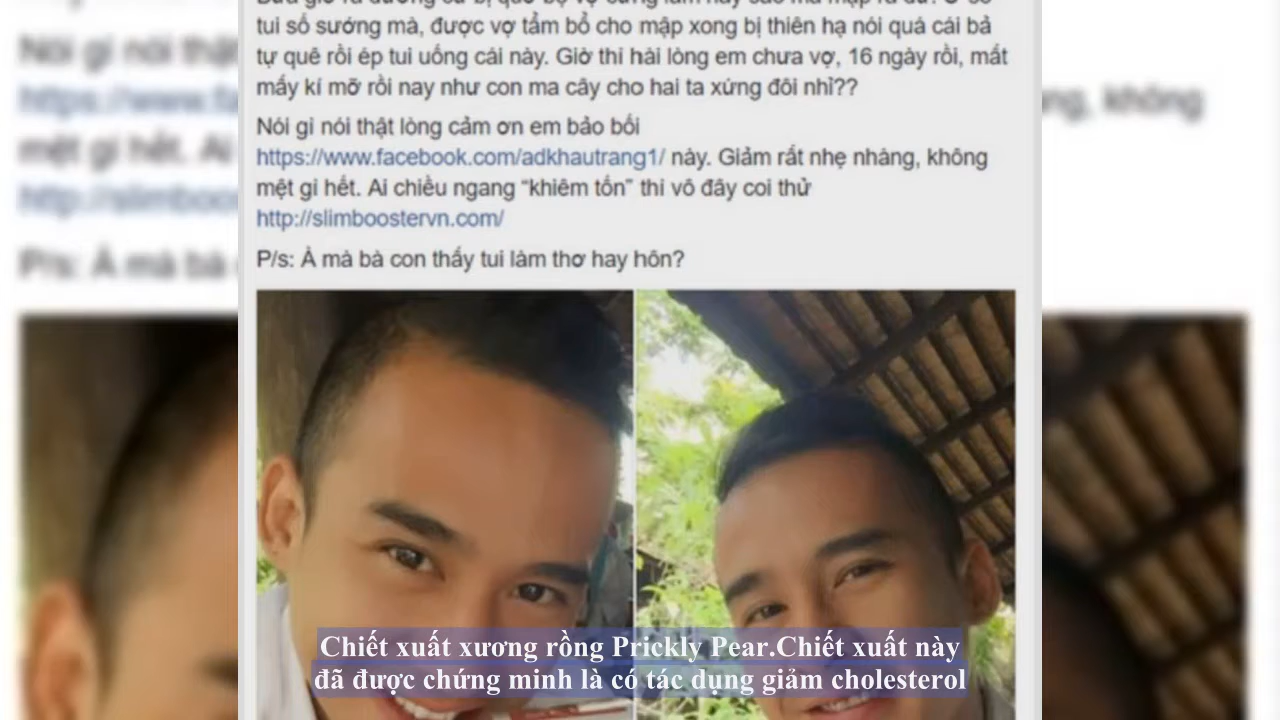 tui số sướng mà, được vợ tẩm bổ cho mập xong bị thiên hạ nói quá cái bả
tự quê rồi ép tui uống cái này. Giờ thì hài lòng em chưa vợ, 16 ngày rồi, mất
mấy kí mỡ rồi nay như con ma cây cho hai ta xứng đôi nhỉ??
Nói gì nói thật lòng cảm ơn em bảo bối
https://www.facebook.com/adkhautrang1/ này. Giảm rất nhẹ nhàng, không
mệt gì hết. Ai chiều ngang “khiêm tốn” thì vô đây coi thử
http://slimboostervn.com/
P/s: À mà bà con thấy tui làm thơ hay hôn?
Chiết xuất xương rồng Prickly Pear.Chiết xuất này
đã được chứng minh là có tác dụng giảm cholesterol